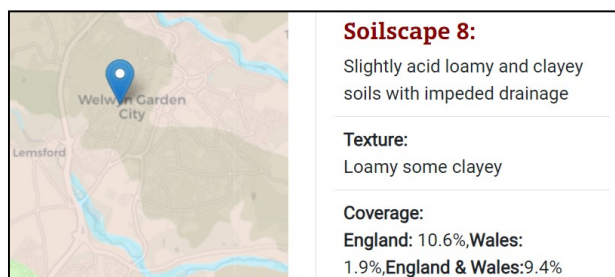 Welwyn Garden
City
Lemsford
Soilscape 8:
Slightly acid loamy and clayey
soils with impeded drainage
Texture:
Loamy some clayey
Coverage:
England: 10.6%,Wales:
1.9%,England & Wales:9.4%